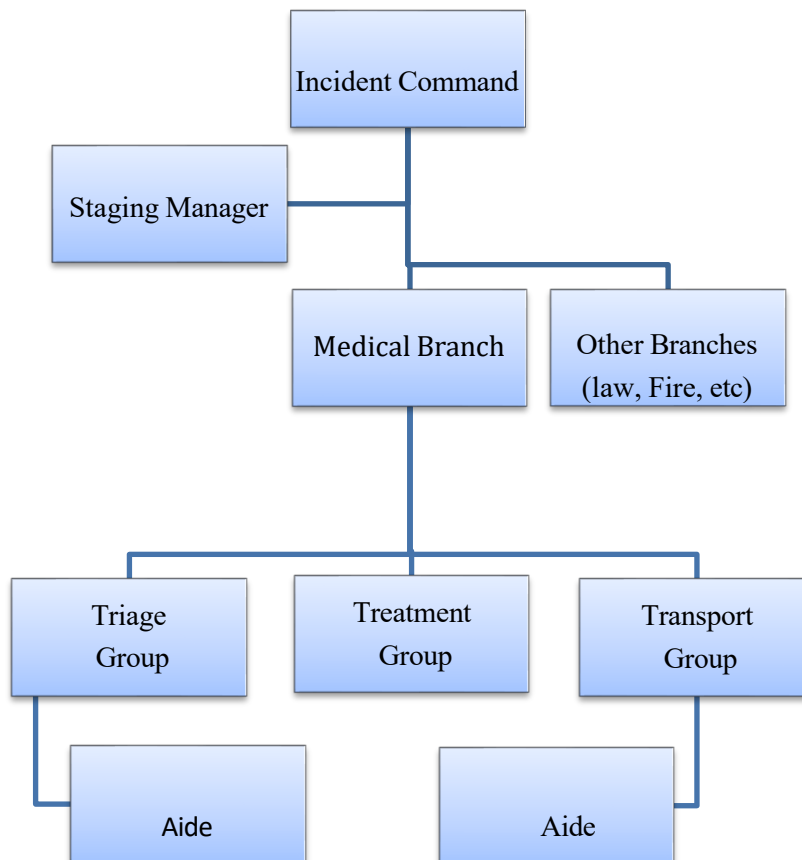 Incident Command
Staging Manager
Medical Branch
Other Branches
(law, Fire, etc)
Triage
Group
Treatment
Group
Transport
Group
Aide
Aide